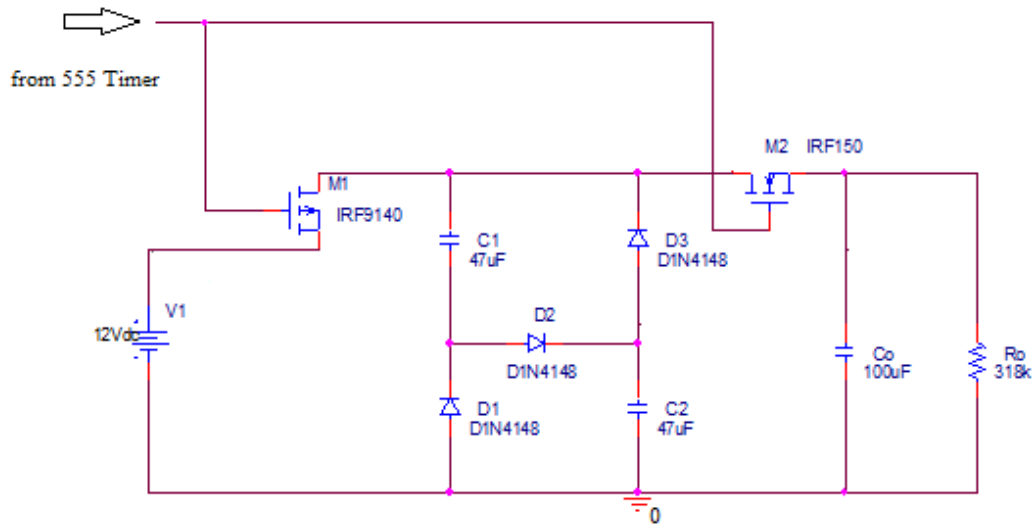 from 555 Timer
M1
IRF9140
V1
12Vdc
C1
47uF
D1
D1N4148
D2
D1N4148
D3
D1N4148
C2
47uF
0
M2 IRF150
Co
100uF
Ro
318k